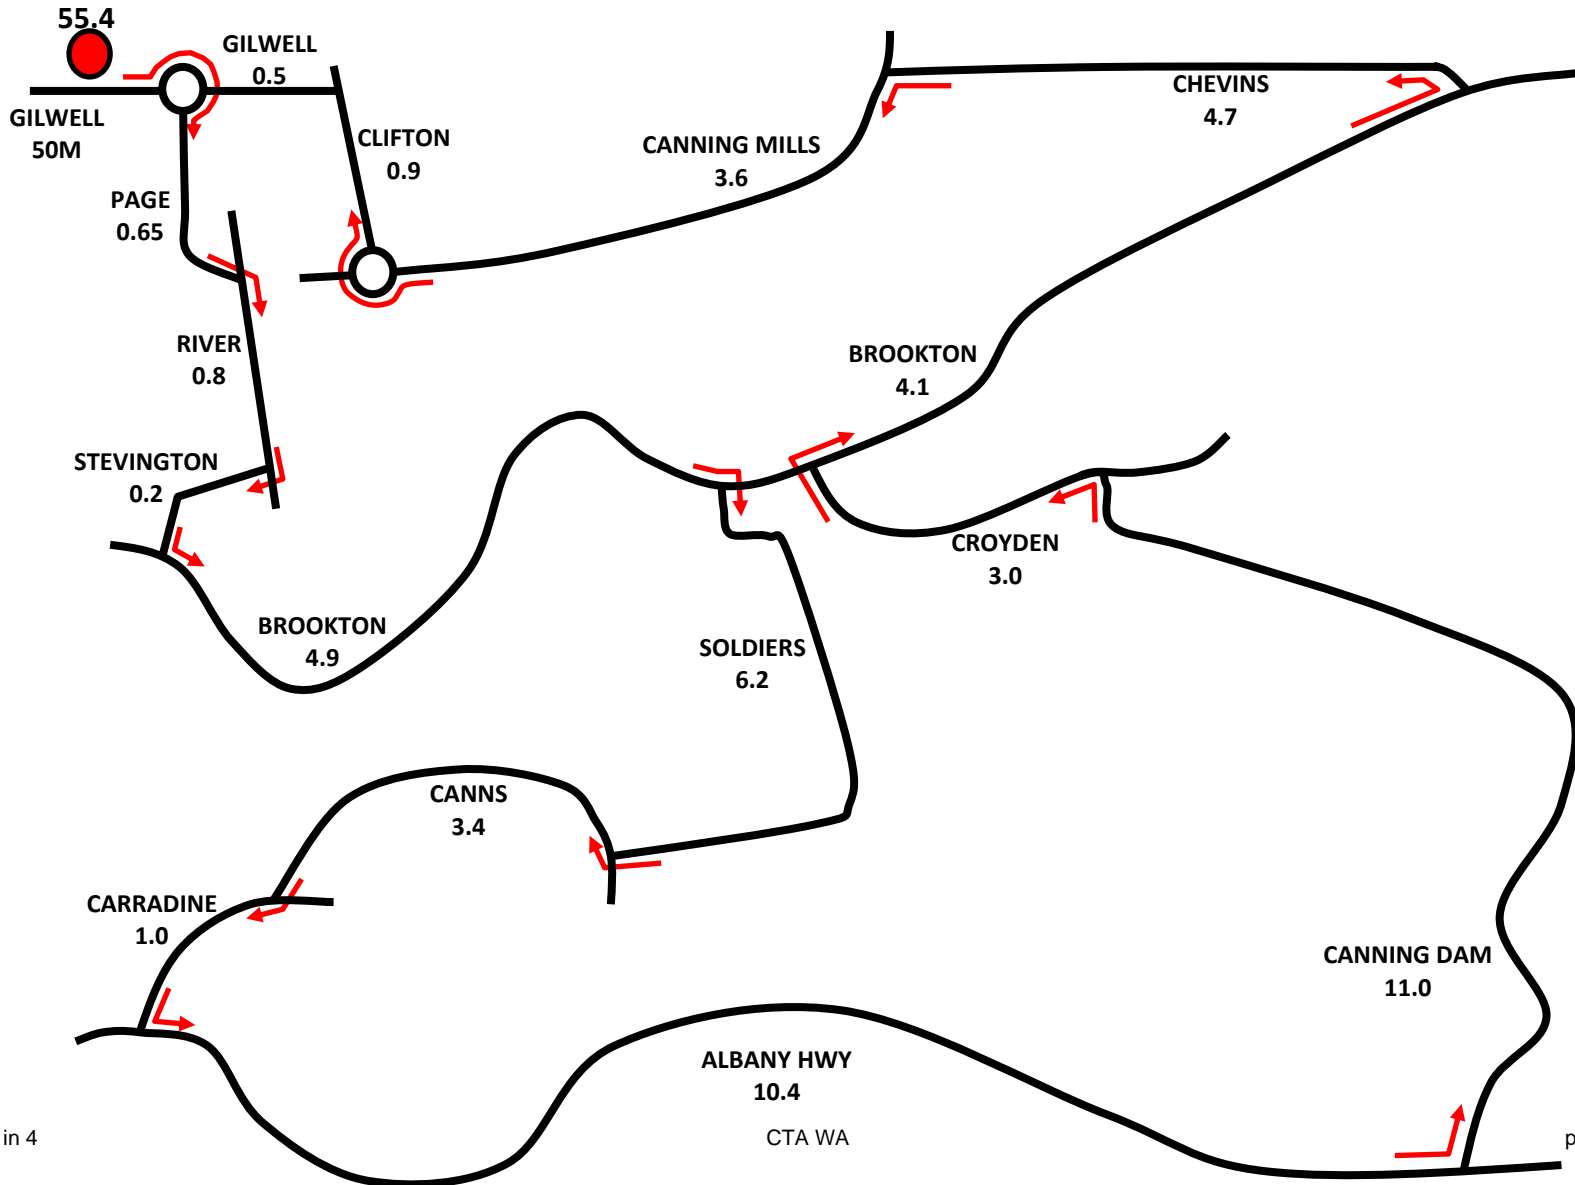 55.4
GILWELL
0.5
GILWELL
50M
CLIFTON
0.9
CANNING MILLS
3.6
CHEVINS
4.7
PAGE
0.65
RIVER
0.8
BROOKTON
4.1
STEVINGTON
0.2
CROYDEN
3.0
BROOKTON
4.9
SOLDIERS
6.2
CANNS
3.4
CARRADINE
1.0
CANNING DAM
11.0
ALBANY HWY
10.4
in 4
CTA WA
p